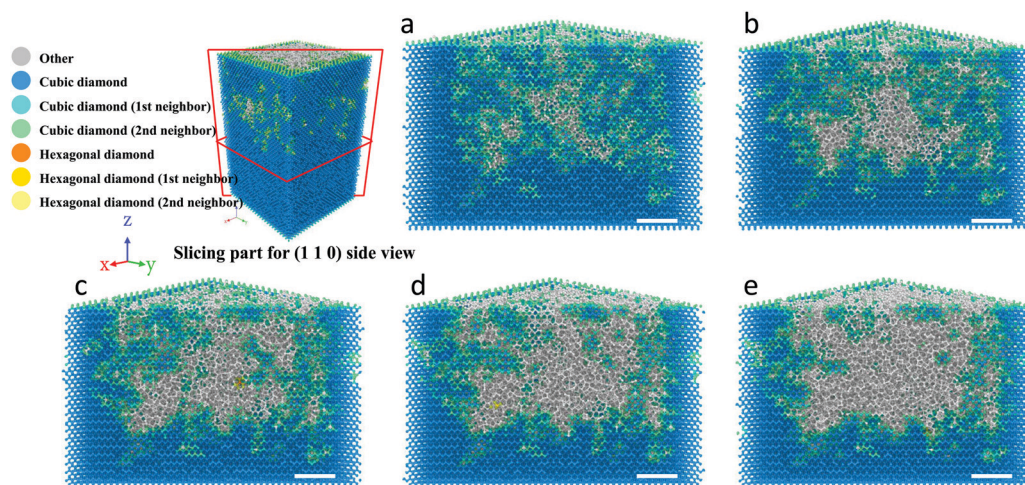 Other
Cubic diamond
Cubic diamond (1st neighbor)
Cubic diamond (2nd neighbor)
Hexagonal diamond
Hexagonal diamond (1st neighbor)
Hexagonal diamond (2nd neighbor)
z
x
y
Slicing part for (1 1 0) side view
a
b
c
d
e